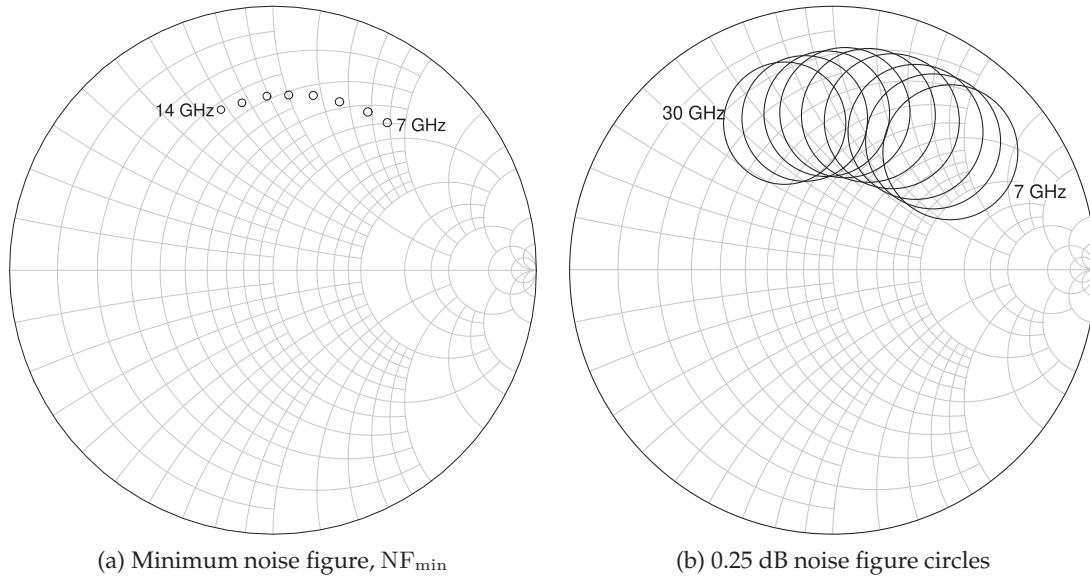 14 GHz
7 GHz
30 GHz
7 GHz
(a) Minimum noise figure, NFmin
(b) 0.25 dB noise figure circles